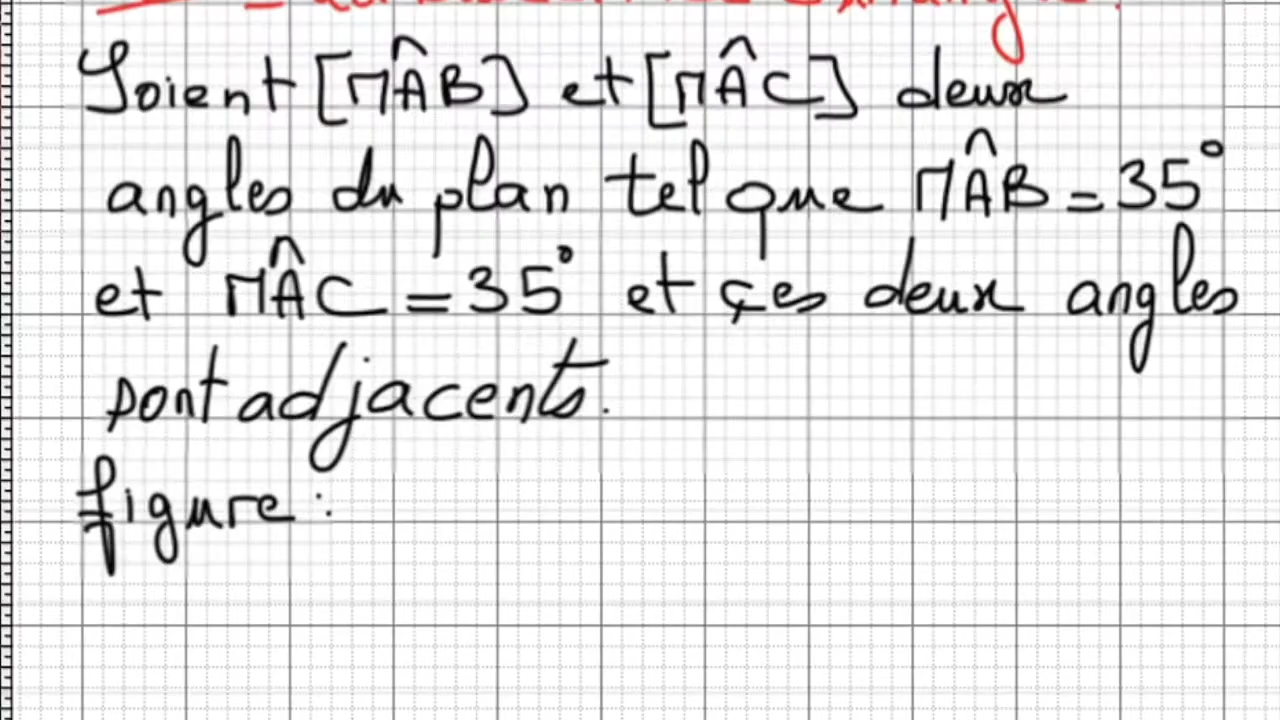 Soient [MÂB] et [MÂC] deux
angles du plan tel que MÂB = 35°
et MÂC = 35° et çes deux angles
sont adjacents.
figure :